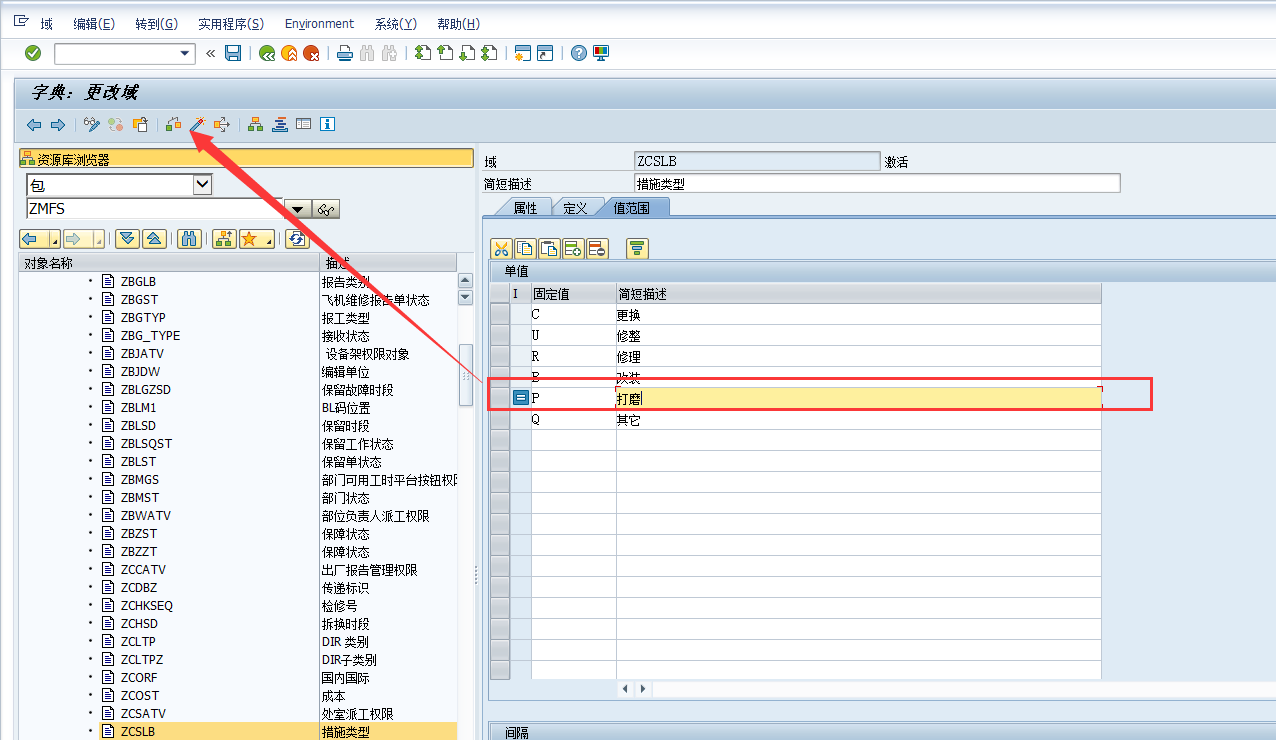 域 编辑(E) 转到(G) 实用程序(S) Environment 系统(Y) 帮助(H)
字典：更改域
资源库浏览器
包
ZMFS
对象名称 描述
ZBGLB 报告类别
ZBGST 飞机维修报告单状态
ZBGTYP 报工类型
ZBG_TYPE 接收状态
ZBJATV 设备架权限对象
ZBJDW 编辑单位
ZBLGZSD 保留故障时段
ZBLM1 BL码位置
ZBLSD 保留时段
ZBLSQST 保留工作状态
ZBLST 保留单状态
ZBMGS 部门可用工时平台按钮权限
ZBMST 部门状态
ZBWATV 部位负责人派工权限
ZBZST 保障状态
ZBZZT 保障状态
ZCCATV 出厂报告管理权限
ZCDBZ 传递标识
ZCHKSEQ 检修号
ZCHSD 拆换时段
ZCLTP DIR 类别
ZCLTPZ DIR子类别
ZCORF 国内国际
ZCOST 成本
ZCSATV 处室派工权限
ZCSLB 措施类型
域 ZCSLB 激活
简短描述 措施类型
属性 定义 值范围
单值
I 固定值 简短描述
C 更换
U 修整
R 修理
E 改装
P 打磨
Q 其它
间隔